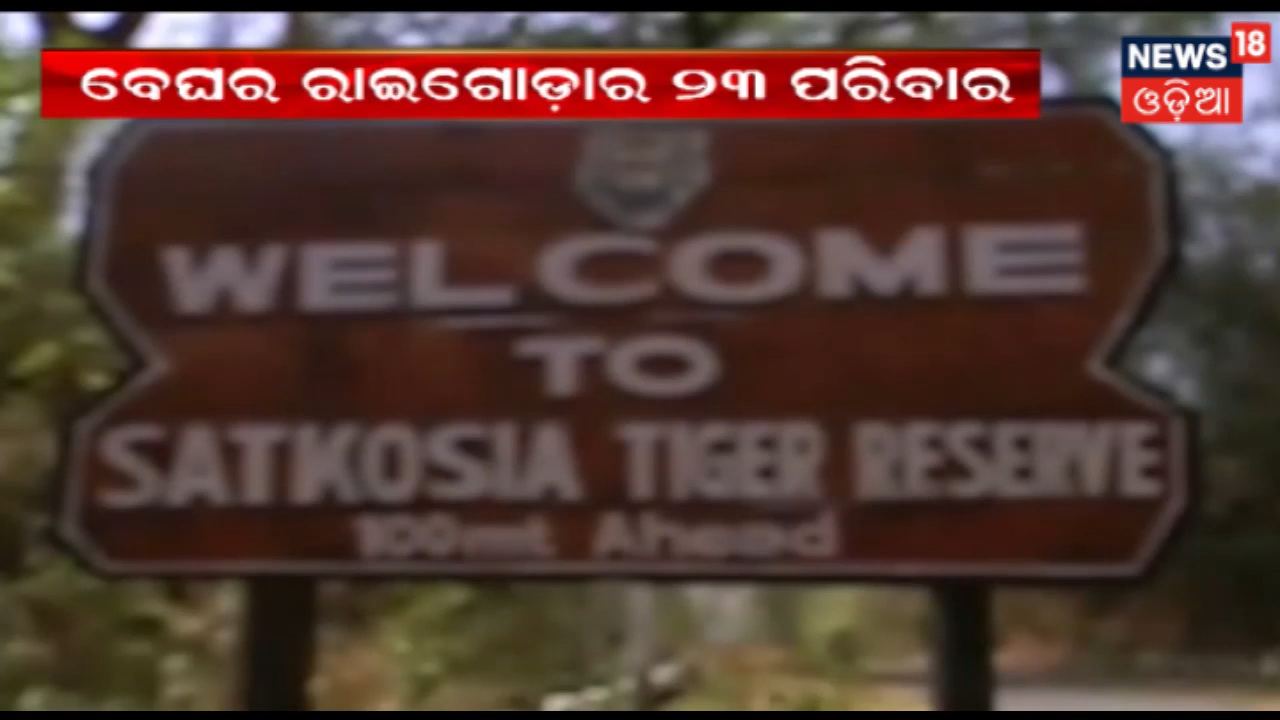 ବେଘର ରାଇଗୋଡ଼ାର ୨୩ ପରିବାର
NEWS 18
ଓଡ଼ିଆ
WELCOME
TO
SATKOSIA TIGER RESERVE
100mt. Ahead